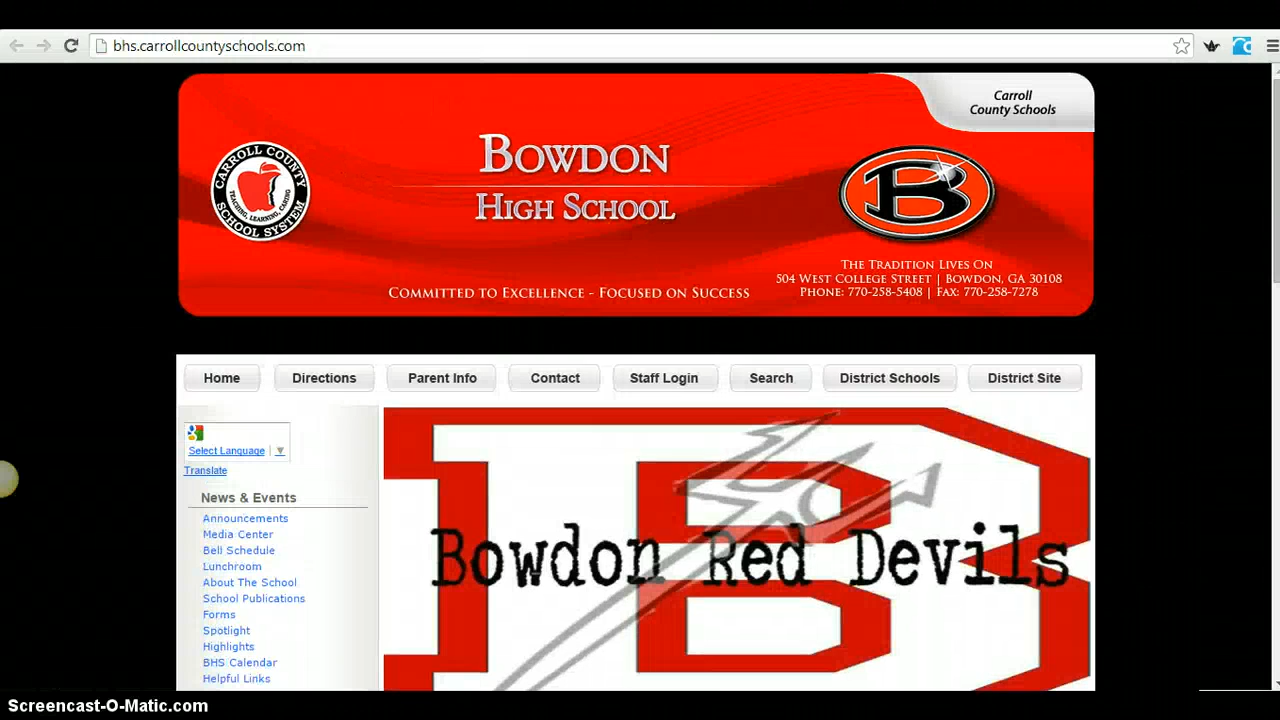 bhs.carrollcountyschools.com
Carroll
County Schools
CARROLL COUNTY
TEACHING, LEARNING, CARING
SCHOOL SYSTEM
BOWDON
HIGH SCHOOL
B
THE TRADITION LIVES ON
504 WEST COLLEGE STREET | BOWDON, GA 30108
PHONE: 770-258-5408 | FAX: 770-258-7278
COMMITTED TO EXCELLENCE - FOCUSED ON SUCCESS
Home
Directions
Parent Info
Contact
Staff Login
Search
District Schools
District Site
Select Language
Translate
News & Events
Announcements
Media Center
Bell Schedule
Lunchroom
About The School
School Publications
Forms
Spotlight
Highlights
BHS Calendar
Helpful Links
B
Bowdon Red Devils
Screencast-O-Matic.com